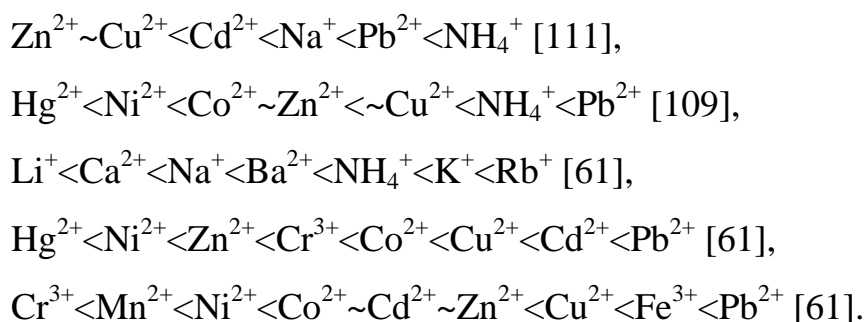 Zn²⁺~Cu²⁺<Cd²⁺<Na⁺<Pb²⁺<NH₄⁺ [111],
Hg²⁺<Ni²⁺<Co²⁺~Zn²⁺<~Cu²⁺<NH₄⁺<Pb²⁺ [109],
Li⁺<Ca²⁺<Na⁺<Ba²⁺<NH₄⁺<K⁺<Rb⁺ [61],
Hg²⁺<Ni²⁺<Zn²⁺<Cr³⁺<Co²⁺<Cu²⁺<Cd²⁺<Pb²⁺ [61],
Cr³⁺<Mn²⁺<Ni²⁺<Co²⁺~Cd²⁺~Zn²⁺<Cu²⁺<Fe³⁺<Pb²⁺ [61].